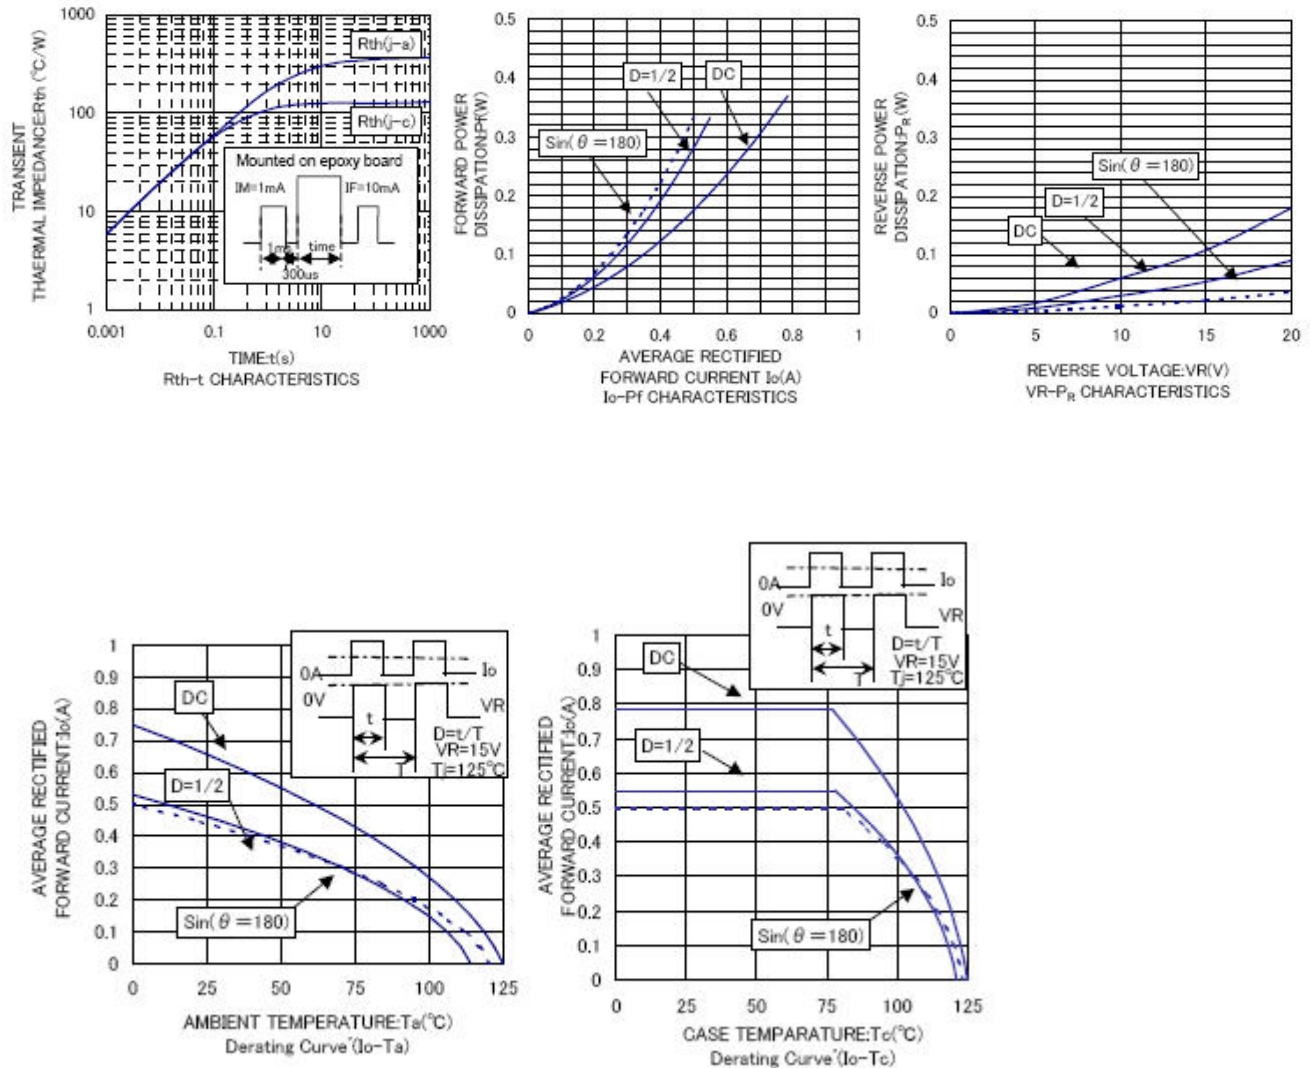 TRANSIENT
THAERMAL IMPEDANCE:Rth (℃/W)
1000
100
10
1
0.001
0.1
10
1000
Rth(j-a)
Rth(j-c)
Mounted on epoxy board
IM=1mA
IF=10mA
1ms
time
300us
TIME:t(s)
Rth-t CHARACTERISTICS
FORWARD POWER
DISSIPATION:Pf(W)
0.5
0.4
0.3
0.2
0.1
0
0
0.2
0.4
0.6
0.8
1
D=1/2
DC
Sin(θ=180)
AVERAGE RECTIFIED
FORWARD CURRENT Io(A)
Io-Pf CHARACTERISTICS
REVERSE POWER
DISSIPATION:PR(W)
0.5
0.4
0.3
0.2
0.1
0
0
5
10
15
20
Sin(θ=180)
D=1/2
DC
REVERSE VOLTAGE:VR(V)
VR-PR CHARACTERISTICS
AVERAGE RECTIFIED
FORWARD CURRENT:Io(A)
1
0.9
0.8
0.7
0.6
0.5
0.4
0.3
0.2
0.1
0
0
25
50
75
100
125
DC
D=1/2
Sin(θ=180)
0A
Io
0V
VR
t
T
D=t/T
VR=15V
Tj=125℃
AMBIENT TEMPERATURE:Ta(℃)
Derating Curve"(Io-Ta)
AVERAGE RECTIFIED
FORWARD CURRENT:Io(A)
1
0.9
0.8
0.7
0.6
0.5
0.4
0.3
0.2
0.1
0
0
25
50
75
100
125
DC
D=1/2
Sin(θ=180)
0A
Io
0V
VR
t
T
D=t/T
VR=15V
Tj=125℃
CASE TEMPARATURE:Tc(℃)
Derating Curve"(Io-Tc)